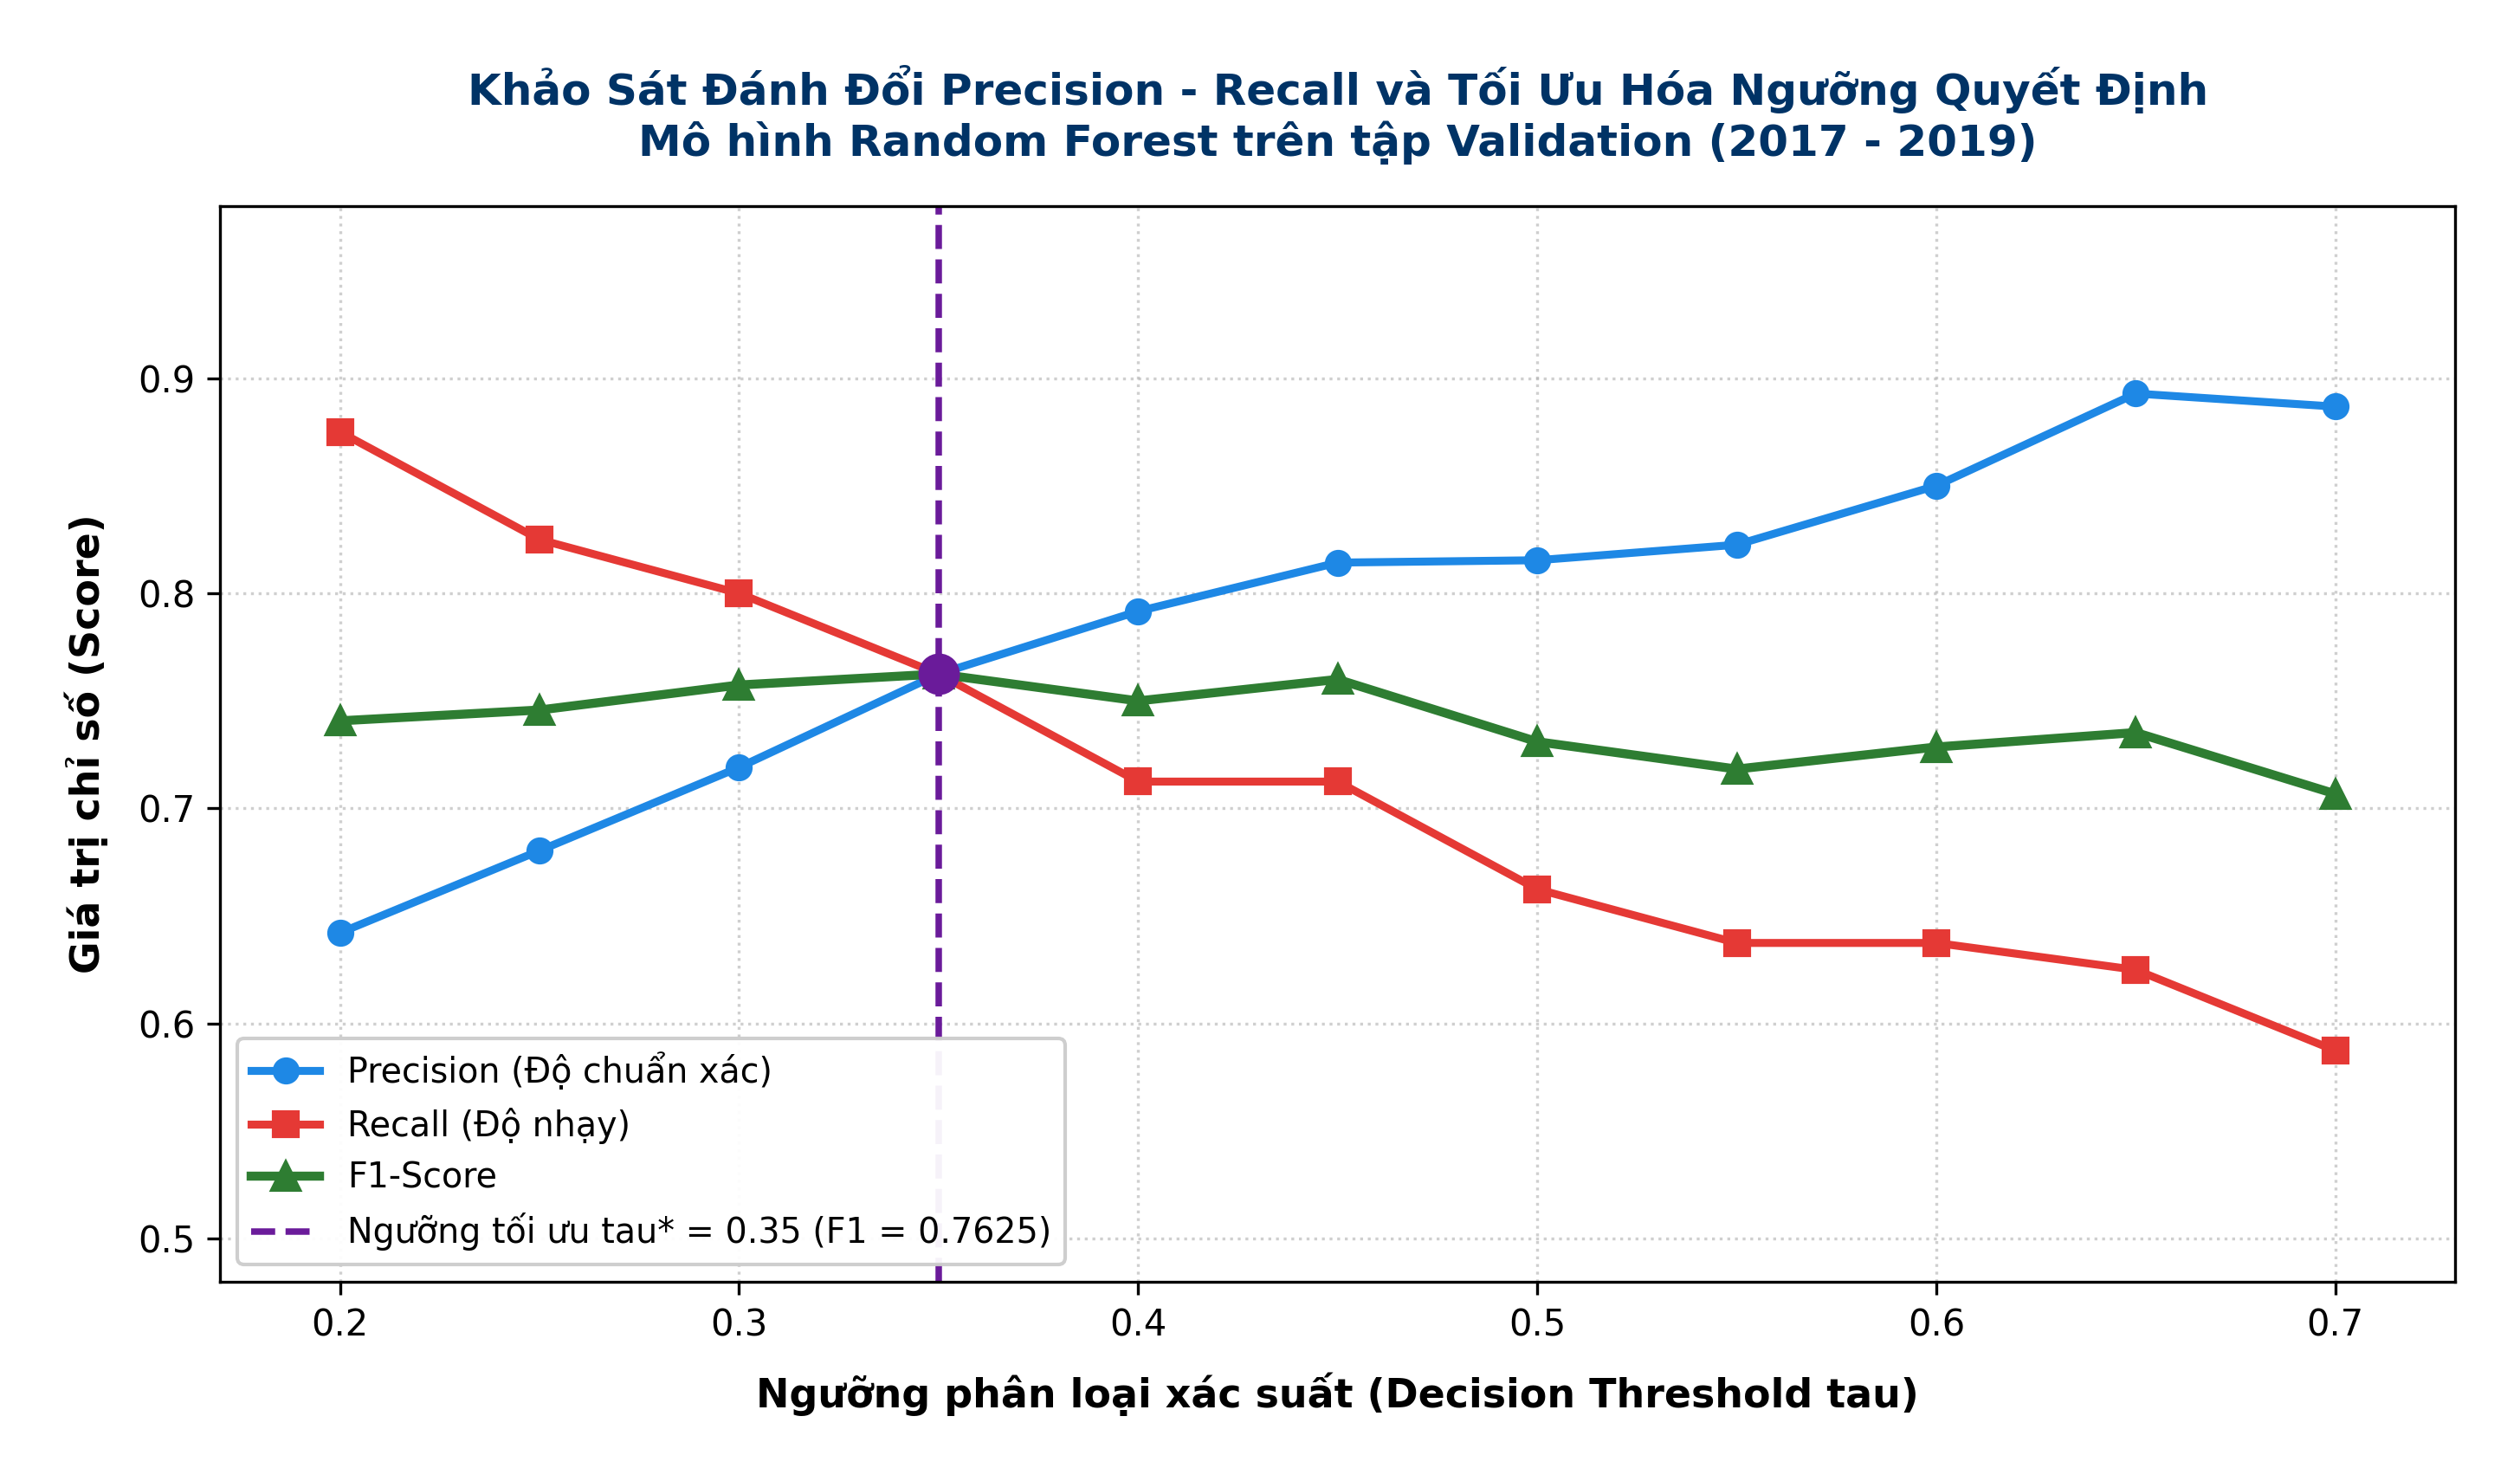 Khảo Sát Đánh Đổi Precision - Recall và Tối Ưu Hóa Ngưỡng Quyết Định
Mô hình Random Forest trên tập Validation (2017 - 2019)
Giá trị chỉ số (Score)
0.9
0.8
0.7
0.6
0.5
Precision (Độ chuẩn xác)
Recall (Độ nhạy)
F1-Score
Ngưỡng tối ưu tau* = 0.35 (F1 = 0.7625)
0.2
0.3
0.4
0.5
0.6
0.7
Ngưỡng phân loại xác suất (Decision Threshold tau)